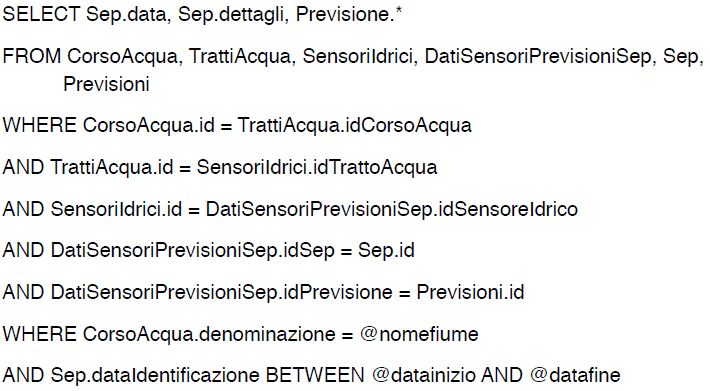 SELECT Sep.data, Sep.dettagli, Previsione.*
FROM CorsoAcqua, TrattiAcqua, SensoriIdrici, DatiSensoriPrevisioniSep, Sep,
Previsioni
WHERE CorsoAcqua.id = TrattiAcqua.idCorsoAcqua
AND TrattiAcqua.id = SensoriIdrici.idTrattoAcqua
AND SensoriIdrici.id = DatiSensoriPrevisioniSep.idSensoreIdrico
AND DatiSensoriPrevisioniSep.idSep = Sep.id
AND DatiSensoriPrevisioniSep.idPrevisione = Previsioni.id
WHERE CorsoAcqua.denominazione = @nomefiume
AND Sep.dataIdentificazione BETWEEN @datainizio AND @datafine